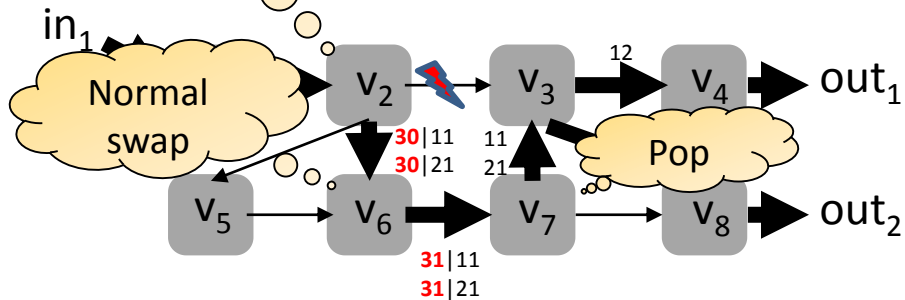 in1
Normal
swap
v2
v3
12
v4
out1
30|11
30|21
11
21
Pop
v5
v6
v7
v8
out2
31|11
31|21